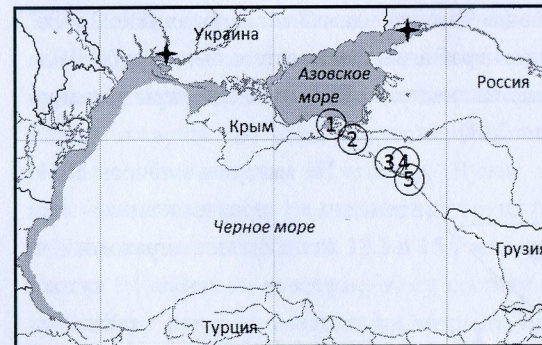 Украина
Азовское
море
Россия
Крым
1
2
3 4
5
Черное море
Грузия
Турция